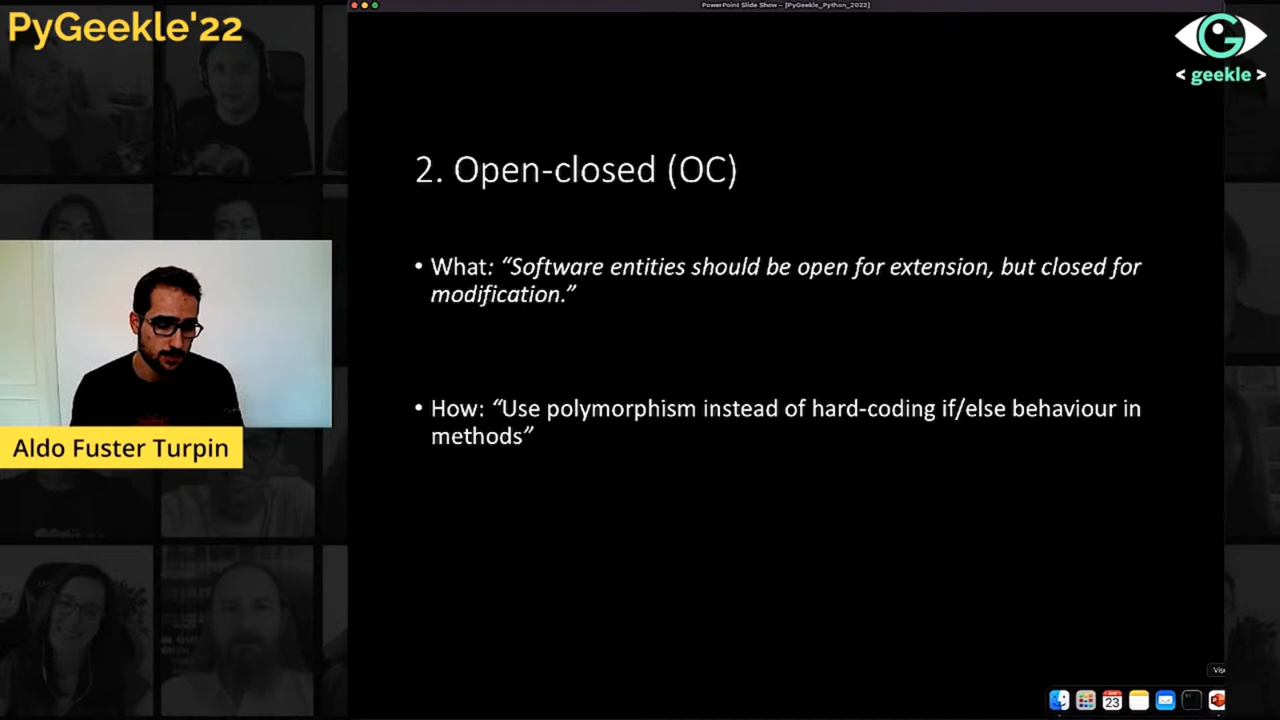 PyGeekle'22
PowerPoint Slide Show – [PyGeekle_Python_2022]
< geekle >
2. Open-closed (OC)
• What: “Software entities should be open for extension, but closed for
modification.”
• How: “Use polymorphism instead of hard-coding if/else behaviour in
methods”
Aldo Fuster Turpin
23